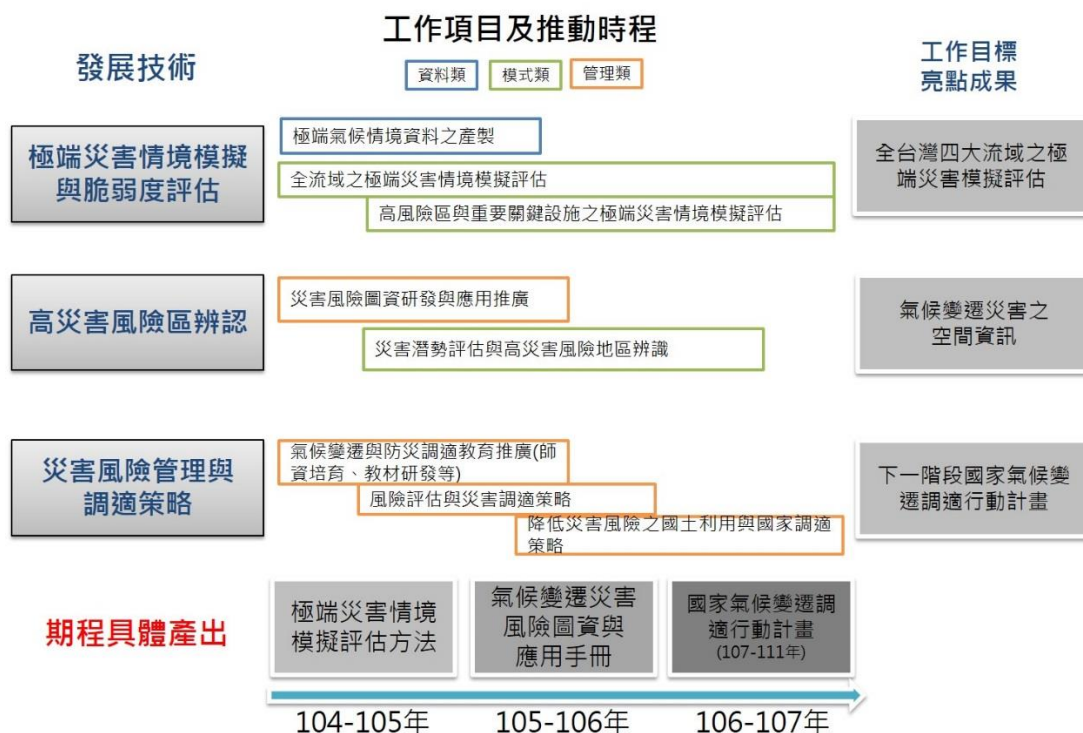 工作項目及推動時程
發展技術
資料類
模式類
管理類
工作目標
亮點成果
極端災害情境模擬
與脆弱度評估
極端氣候情境資料之產製
全流域之極端災害情境模擬評估
高風險區與重要關鍵設施之極端災害情境模擬評估
全台灣四大流域之極
端災害模擬評估
高災害風險區辨認
災害風險圖資研發與應用推廣
災害潛勢評估與高災害風險地區辨識
氣候變遷災害之
空間資訊
災害風險管理與
調適策略
氣候變遷與防災調適教育推廣(師
資培育、教材研發等)
風險評估與災害調適策略
降低災害風險之國土利用與國家調適
策略
下一階段國家氣候變
遷調適行動計畫
期程具體產出
極端災害情境
模擬評估方法
氣候變遷災害
風險圖資與
應用手冊
國家氣候變遷調
適行動計畫
(107-111年)
104-105年
105-106年
106-107年